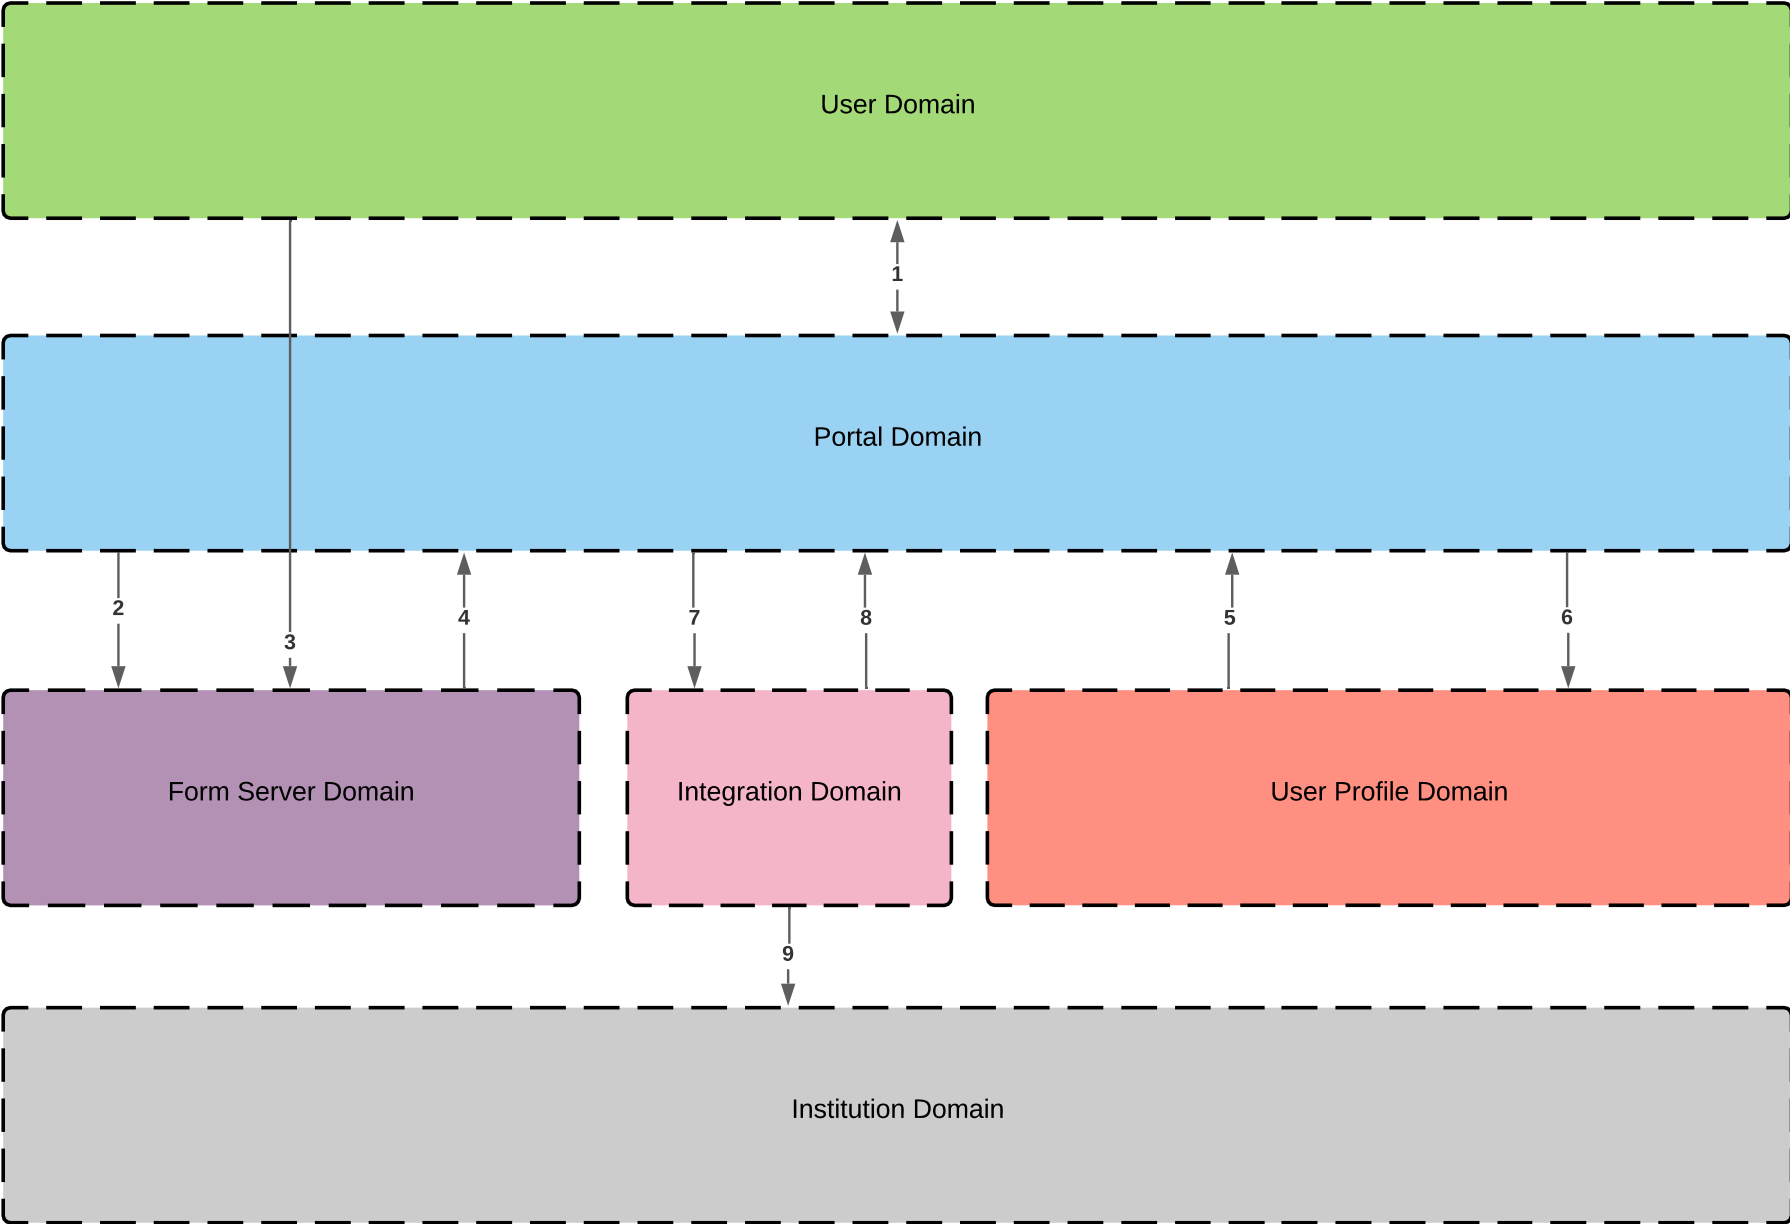 User Domain
1
Portal Domain
2
3
4
7
8
5
6
Form Server Domain
Integration Domain
User Profile Domain
9
Institution Domain